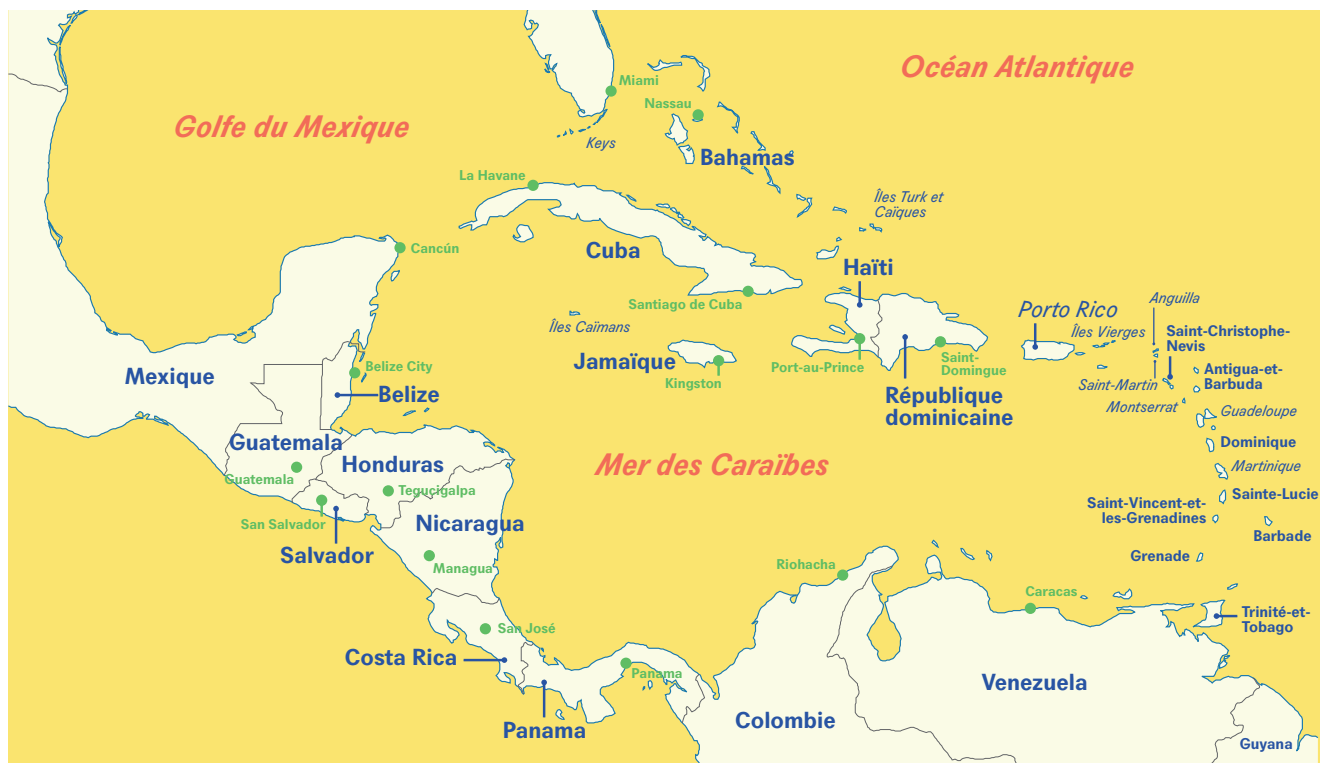 Océan Atlantique
Miami
Nassau
Golfe du Mexique
Keys
Bahamas
La Havane
Îles Turk et
Caïques
Cancún
Cuba
Haïti
Santiago de Cuba
Anguilla
Porto Rico
Îles Caïmans
Îles Vierges
Saint-Christophe-
Nevis
Jamaïque
Saint-
Domingue
Belize City
Port-au-Prince
Mexique
Kingston
Antigua-et-
Barbuda
Saint-Martin
Belize
République
dominicaine
Montserrat
Guadeloupe
Guatemala
Dominique
Honduras
Mer des Caraïbes
Martinique
Guatemala
Tegucigalpa
Sainte-Lucie
Saint-Vincent-et-
les-Grenadines
San Salvador
Nicaragua
Barbade
Salvador
Grenade
Managua
Riohacha
Caracas
Trinité-et-
Tobago
San José
Costa Rica
Panama
Venezuela
Colombie
Panama
Guyana